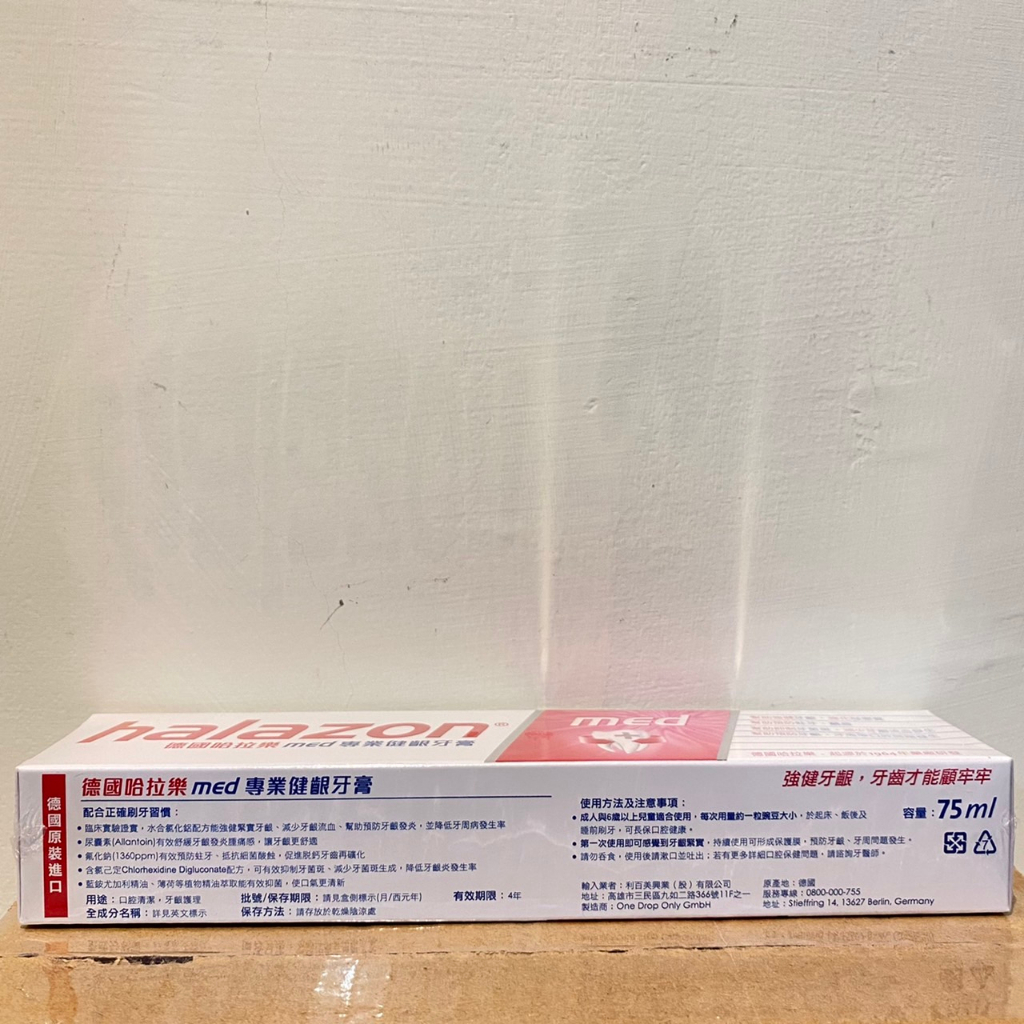 halazon®
med
德國哈拉樂 med 專業健齦牙膏
德國原裝進口
德國哈拉樂 med 專業健齦牙膏
配合正確刷牙習慣：
• 臨床實驗證實，水合氯化鋁配方能強健緊實牙齦、減少牙齦流血、幫助預防牙齦發炎，並降低牙周病發生率
• 尿囊素(Allantoin)有效舒緩牙齦發炎腫痛感，讓牙齦更舒適
• 氟化鈉(1360ppm)有效預防蛀牙、抵抗細菌酸蝕，促進脫鈣牙齒再礦化
• 含氯己定Chlorhexidine Digluconate配方，可有效抑制牙菌斑、減少牙菌斑生成，降低牙齦炎發生率
• 藍銨尤加利精油、薄荷等植物精油萃取能有效抑菌，使口氣更清新
用途：口腔清潔，牙齦護理
批號/保存期限：請見盒側標示(月/西元年)
有效期限：4年
全成分名稱：詳見英文標示
保存方法：請存放於乾燥陰涼處
強健牙齦，牙齒才能顧牢牢
使用方法及注意事項：
• 成人與6歲以上兒童適合使用，每次用量約一粒豌豆大小，於起床、飯後及
睡前刷牙，可長保口腔健康。
• 第一次使用即可感覺到牙齦緊實，持續使用可形成保護膜，預防牙齦、牙周問題發生。
• 請勿吞食，使用後請漱口並吐出；若有更多詳細口腔保健問題，請諮詢牙醫師。
容量：75ml
輸入業者：利百美興業（股）有限公司
地址：高雄市三民區九如二路366號11F之一
製造商：One Drop Only GmbH
原產地：德國
服務專線：0800-000-755
地址：Stieffring 14, 13627 Berlin, Germany